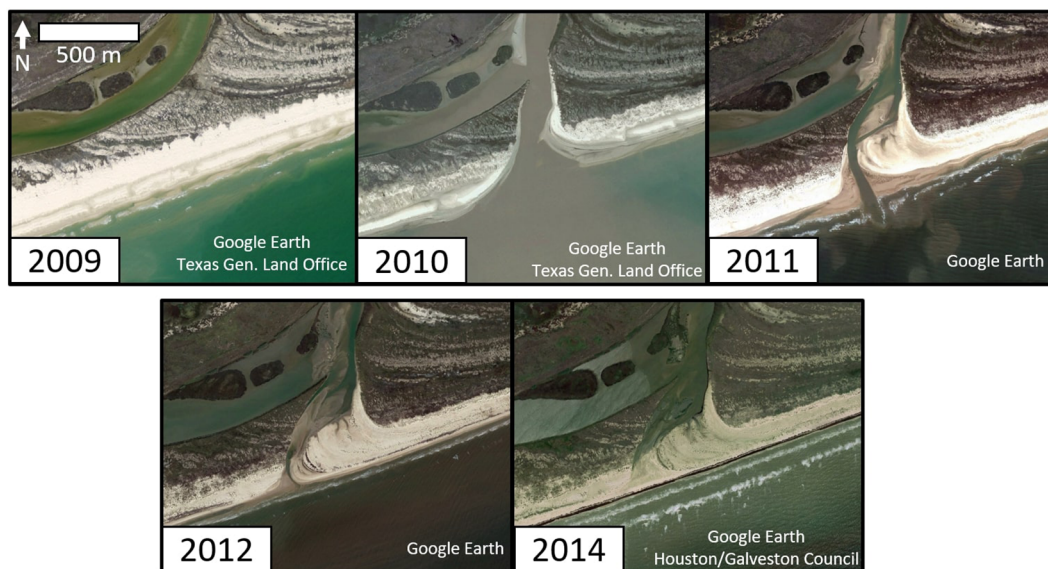 500 m
N
2009
Google Earth
Texas Gen. Land Office
2010
Google Earth
Texas Gen. Land Office
2011
Google Earth
2012
Google Earth
2014
Google Earth
Houston/Galveston Council